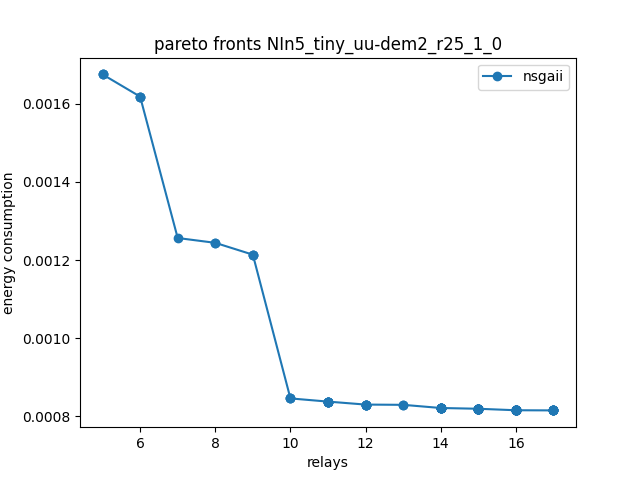 pareto fronts NIn5_tiny_uu-dem2_r25_1_0
nsgaii
energy consumption
0.0016
0.0014
0.0012
0.0010
0.0008
6 8 10 12 14 16
relays